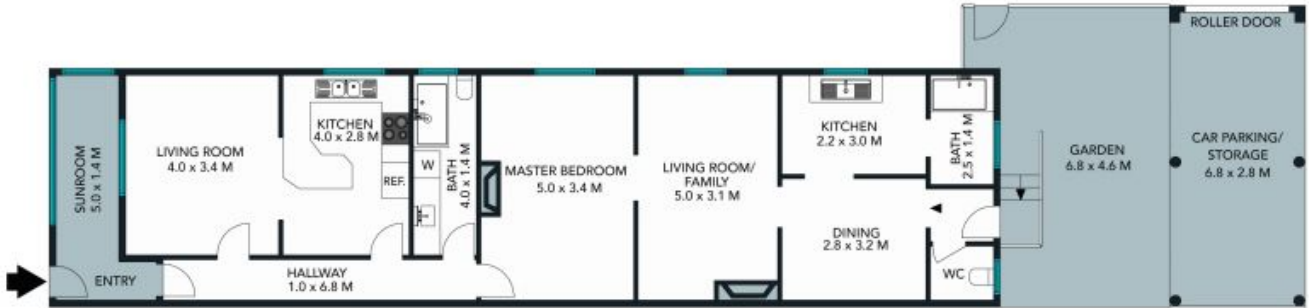 SUNROOM
5.0 x 1.4 M
ENTRY
LIVING ROOM
4.0 x 3.4 M
KITCHEN
4.0 x 2.8 M
REF.
W
BATH
4.0 x 1.4 M
HALLWAY
1.0 x 6.8 M
MASTER BEDROOM
5.0 x 3.4 M
LIVING ROOM/
FAMILY
5.0 x 3.1 M
KITCHEN
2.2 x 3.0 M
BATH
2.5 x 1.4 M
DINING
2.8 x 3.2 M
WC
GARDEN
6.8 x 4.6 M
ROLLER DOOR
CAR PARKING/
STORAGE
6.8 x 2.8 M